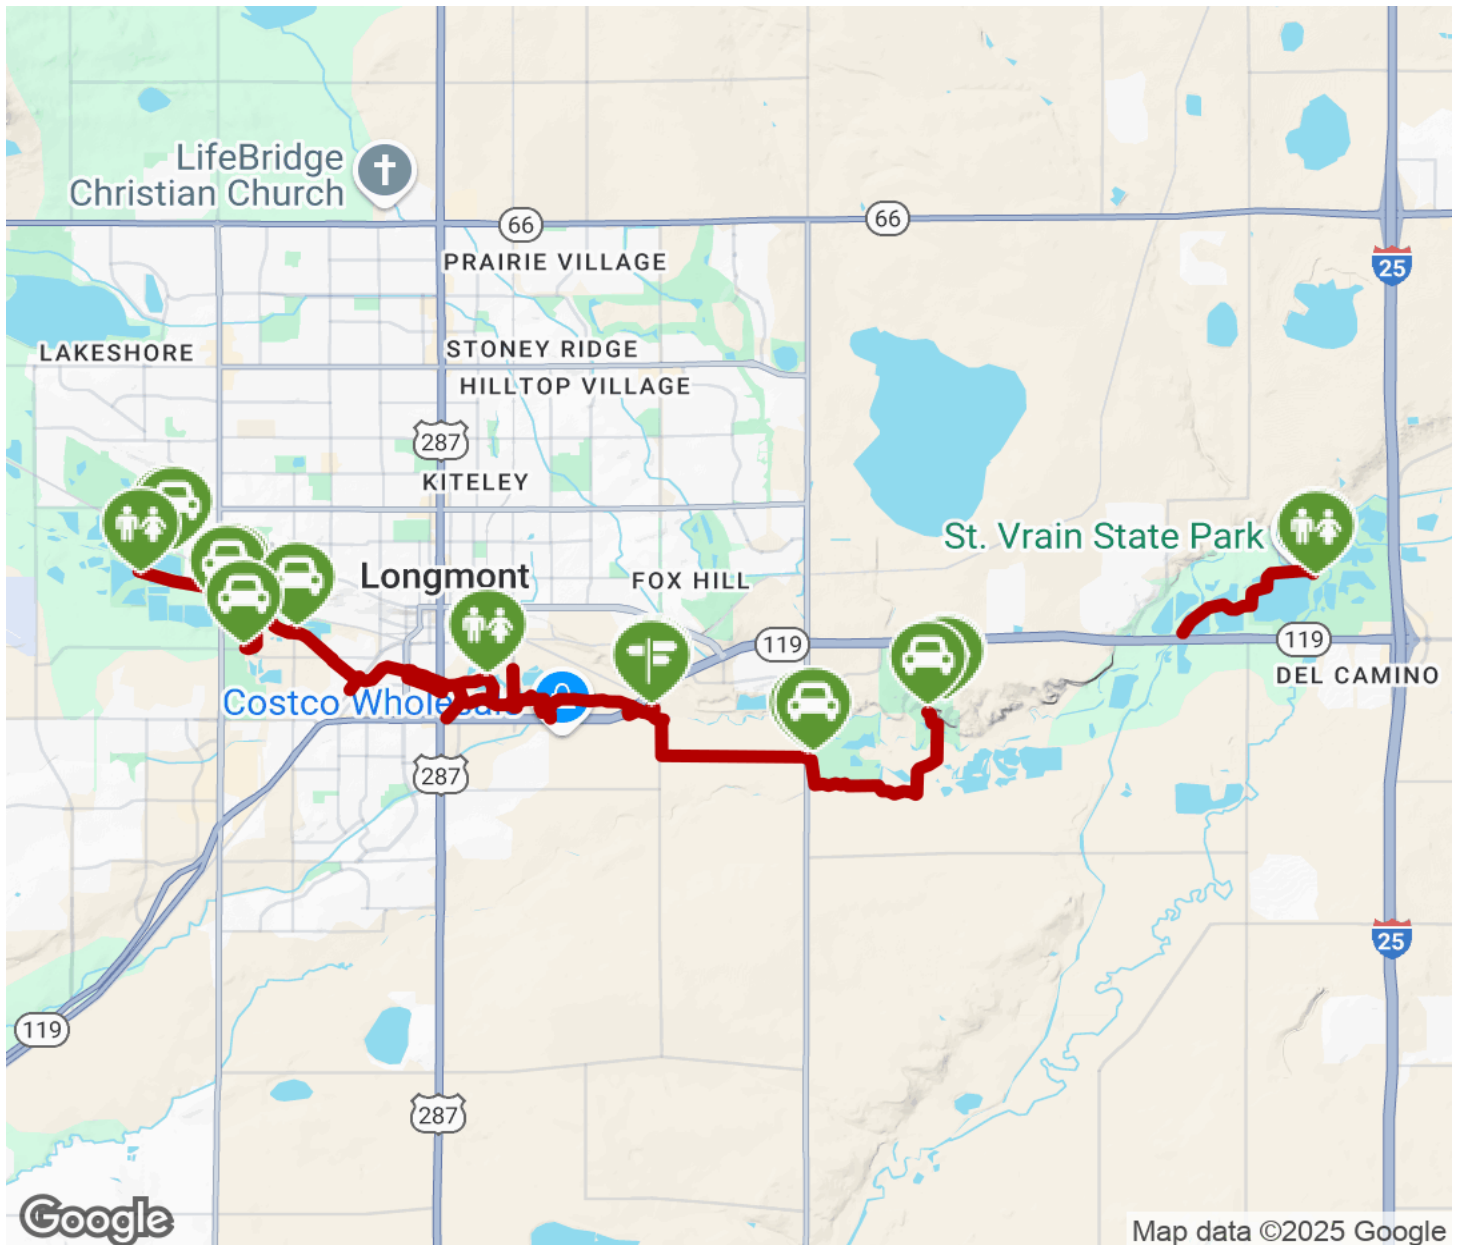 LifeBridge
Christian Church
66
66
25
PRAIRIE VILLAGE
LAKESHORE
STONEY RIDGE
HILLTOP VILLAGE
287
KITELEY
St. Vrain State Park
Longmont
FOX HILL
119
119
DEL CAMINO
Costco Wholesale
287
25
119
287
Google
Map data ©2025 Google